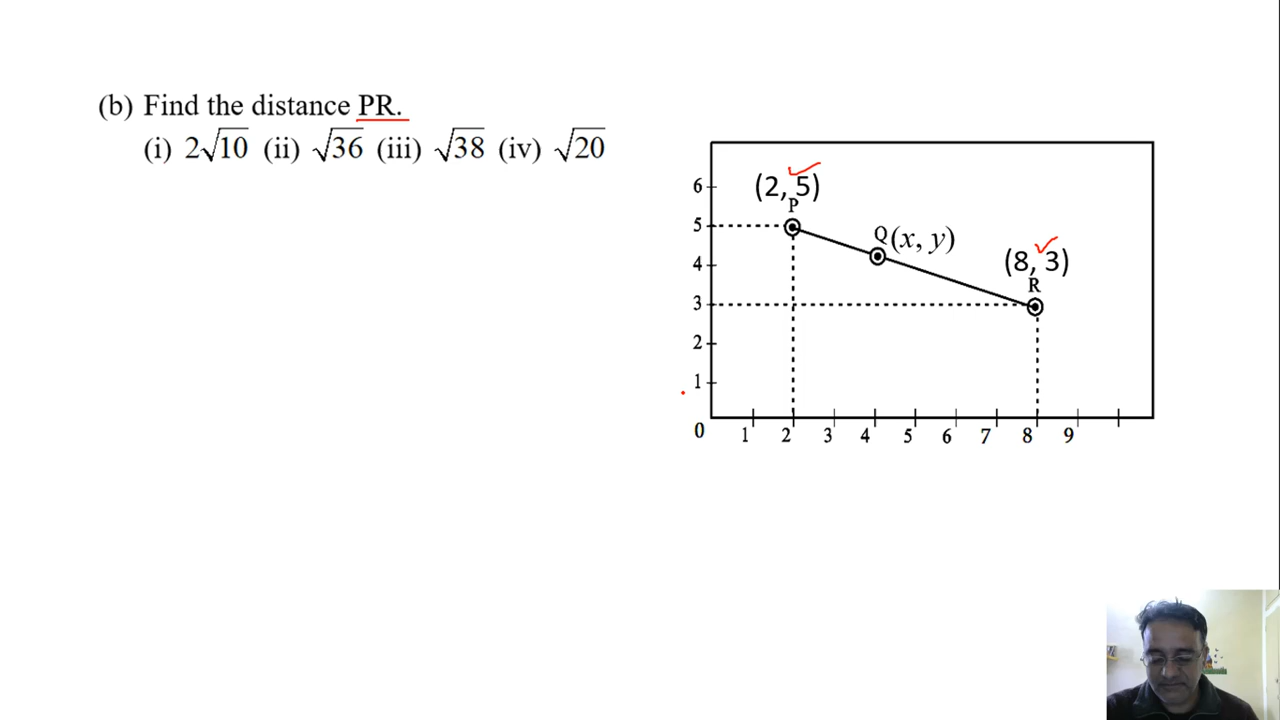 (b) Find the distance PR.
(i) 2√10 (ii) √36 (iii) √38 (iv) √20
6
(2, 5)
P
5
Q(x, y)
4
(8, 3)
R
3
2
1
0 1 2 3 4 5 6 7 8 9